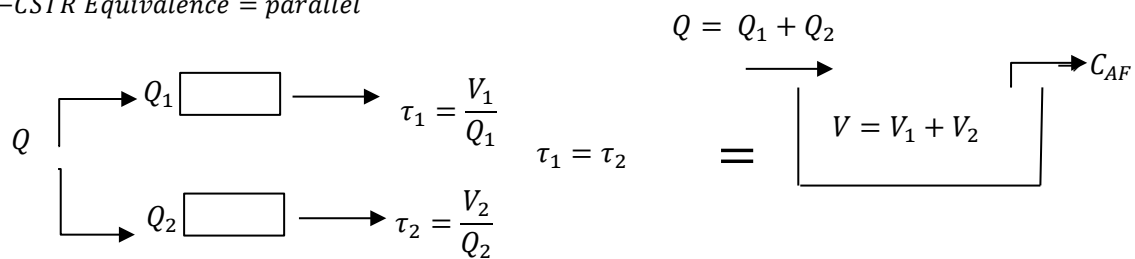 –CSTR Equivalence = parallel
Q = Q₁ + Q₂
C_AF
Q₁
τ₁ = V₁/Q₁
Q
τ₁ = τ₂
=
V = V₁ + V₂
Q₂
τ₂ = V₂/Q₂